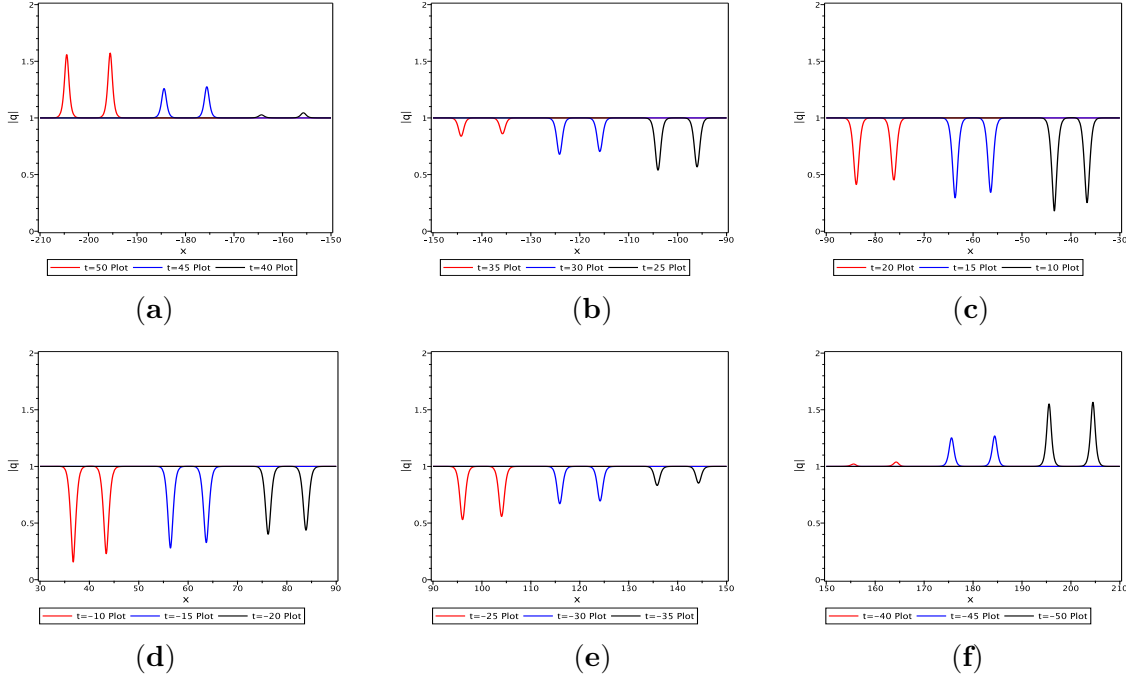 2
1.5
|q| 1
0.5
0
-210 -200 -190 -180 -170 -160 -150
x
t=50 Plot t=45 Plot t=40 Plot
(a)
2
1.5
|q| 1
0.5
0
-150 -140 -130 -120 -110 -100 -90
x
t=35 Plot t=30 Plot t=25 Plot
(b)
2
1.5
|q| 1
0.5
0
-90 -80 -70 -60 -50 -40 -30
x
t=20 Plot t=15 Plot t=10 Plot
(c)
2
1.5
|q| 1
0.5
0
30 40 50 60 70 80 90
x
t=-10 Plot t=-15 Plot t=-20 Plot
(d)
2
1.5
|q| 1
0.5
0
90 100 110 120 130 140 150
x
t=-25 Plot t=-30 Plot t=-35 Plot
(e)
2
1.5
|q| 1
0.5
0
150 160 170 180 190 200 210
x
t=-40 Plot t=-45 Plot t=-50 Plot
(f)